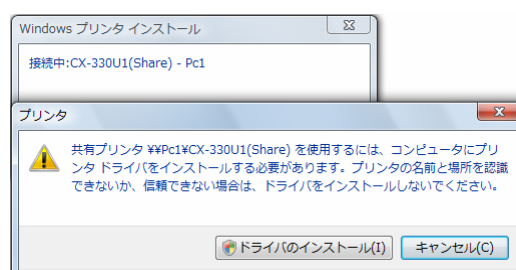 Windows プリンタ インストール
接続中:CX-330U1(Share) - Pc1
プリンタ
共有プリンタ ¥¥Pc1¥CX-330U1(Share) を使用するには、コンピュータにプリ
ンタ ドライバをインストールする必要があります。プリンタの名前と場所を認識
できないか、信頼できない場合は、ドライバをインストールしないでください。
ドライバのインストール(I) キャンセル(C)